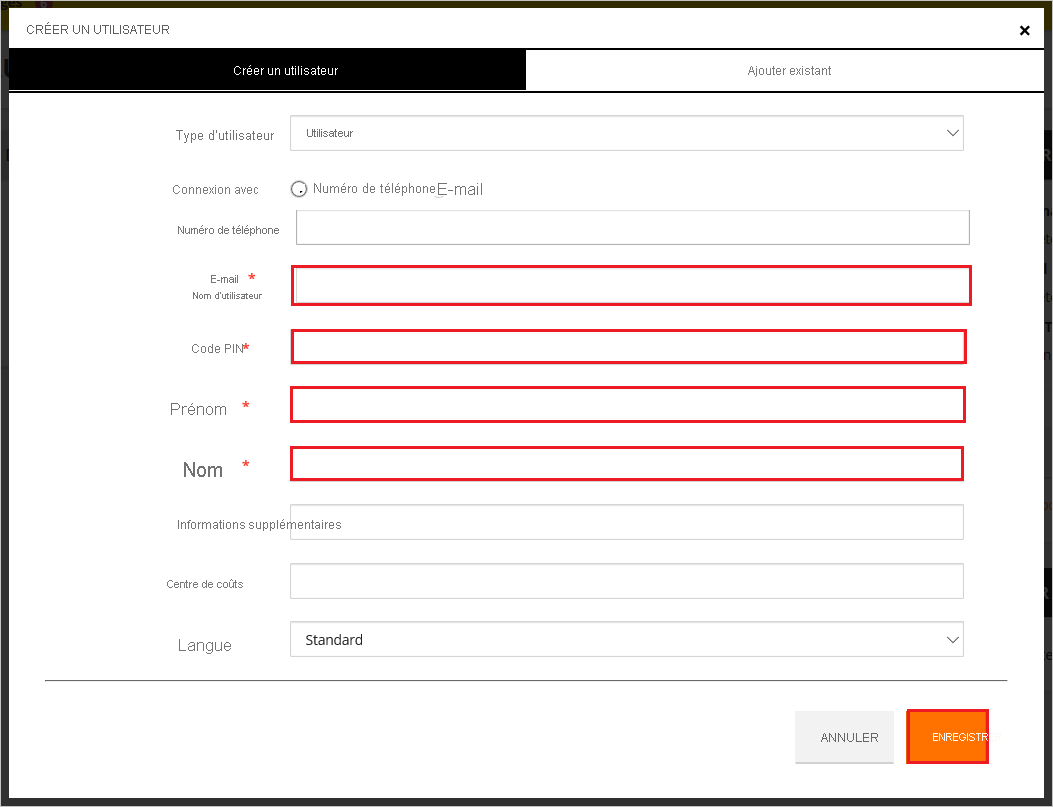 CRÉER UN UTILISATEUR
Créer un utilisateur
Ajouter existant
Type d'utilisateur
Utilisateur
Connexion avec
Numéro de téléphone
E-mail
Numéro de téléphone
E-mail *
Nom d'utilisateur
Code PIN*
Prénom *
Nom *
Informations supplémentaires
Centre de coûts
Langue
Standard
ANNULER
ENREGISTR